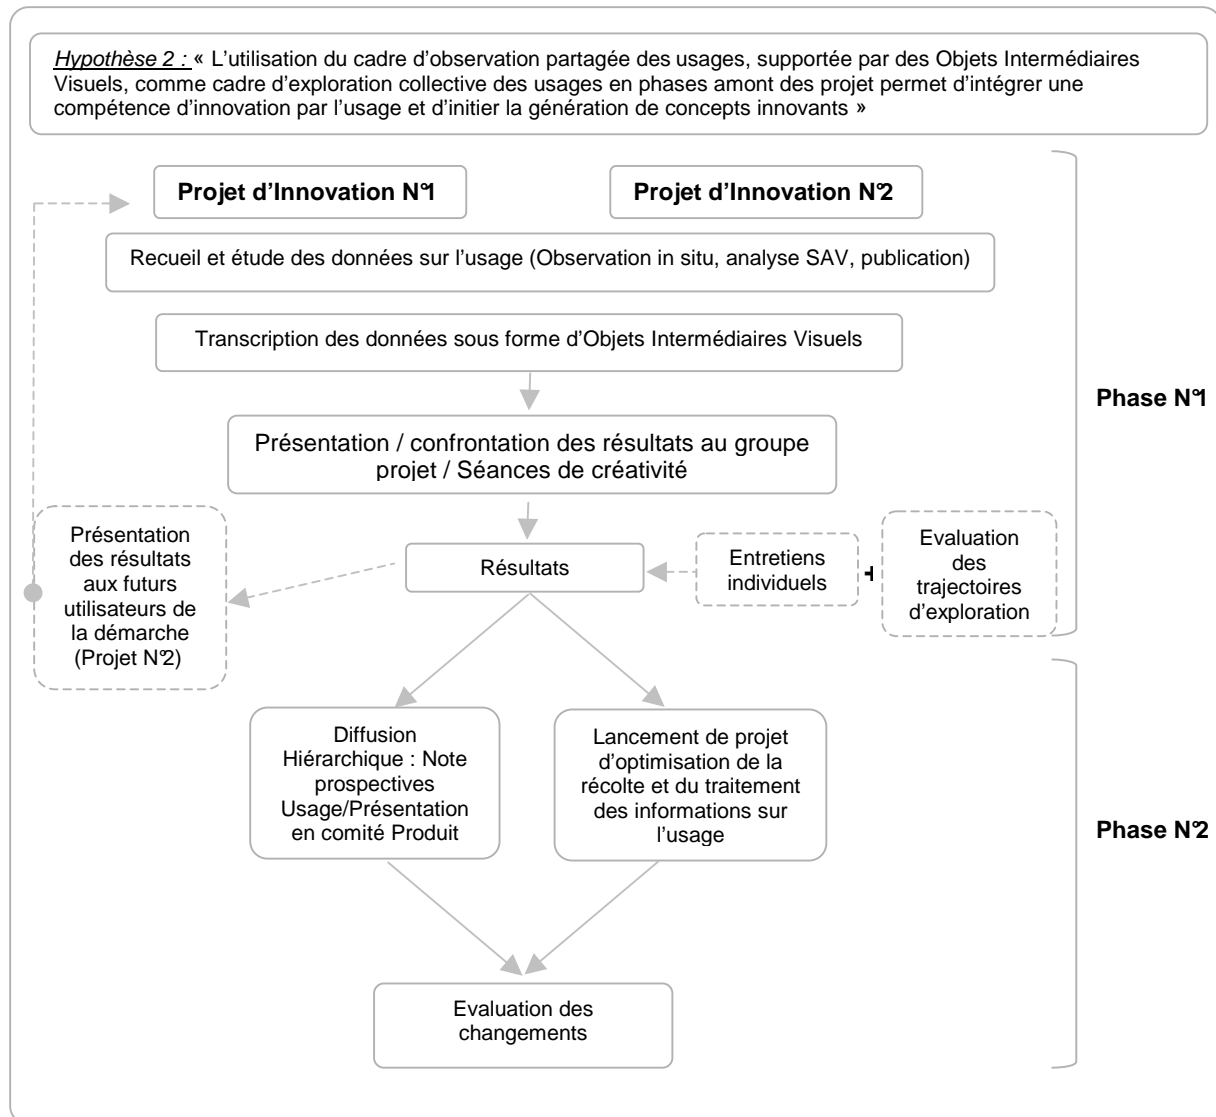 Hypothèse 2 : « L'utilisation du cadre d'observation partagée des usages, supportée par des Objets Intermédiaires
Visuels, comme cadre d'exploration collective des usages en phases amont des projet permet d'intégrer une
compétence d'innovation par l'usage et d'initier la génération de concepts innovants »
Projet d'Innovation N°1
Projet d'Innovation N°2
Recueil et étude des données sur l'usage (Observation in situ, analyse SAV, publication)
Transcription des données sous forme d'Objets Intermédiaires Visuels
Phase N°1
Présentation / confrontation des résultats au groupe
projet / Séances de créativité
Présentation
des résultats
aux futurs
utilisateurs de
la démarche
(Projet N°2)
Résultats
Entretiens
individuels
+
Evaluation
des
trajectoires
d'exploration
Diffusion
Hiérarchique : Note
prospectives
Usage/Présentation
en comité Produit
Lancement de projet
d'optimisation de la
récolte et du traitement
des informations sur
l'usage
Phase N°2
Evaluation des
changements